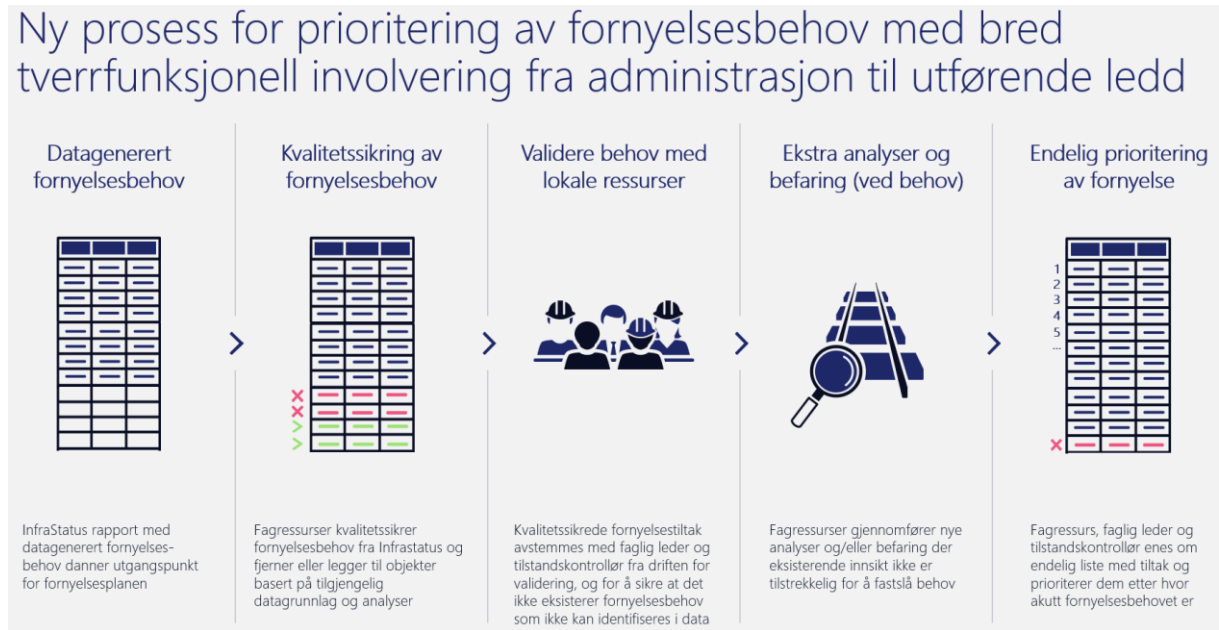 Ny prosess for prioritering av fornyelsesbehov med bred
tverrfunksjonell involvering fra administrasjon til utførende ledd
Datagenerert
fornyelsesbehov
InfraStatus rapport med
datagenerert fornyelses-
behov danner utgangspunkt
for fornyelsesplanen
Kvalitetssikring av
fornyelsesbehov
Fagressurser kvalitetssikrer
fornyelsesbehov fra Infrastatus og
fjerner eller legger til objekter
basert på tilgjengelig
datagrunnlag og analyser
Validere behov med
lokale ressurser
Kvalitetssikrede fornyelsestiltak
avstemmes med faglig leder og
tilstandskontrollør fra driften for
validering, og for å sikre at det
ikke eksisterer fornyelsesbehov
som ikke kan identifiseres i data
Ekstra analyser og
befaring (ved behov)
Fagressurser gjennomfører nye
analyser og/eller befaring der
eksisterende innsikt ikke er
tilstrekkelig for å fastslå behov
Endelig prioritering
av fornyelse
1
2
3
4
5
...
Fagressurs, faglig leder og
tilstandskontrollør enes om
endelig liste med tiltak og
prioriterer dem etter hvor
akutt fornyelsesbehovet er